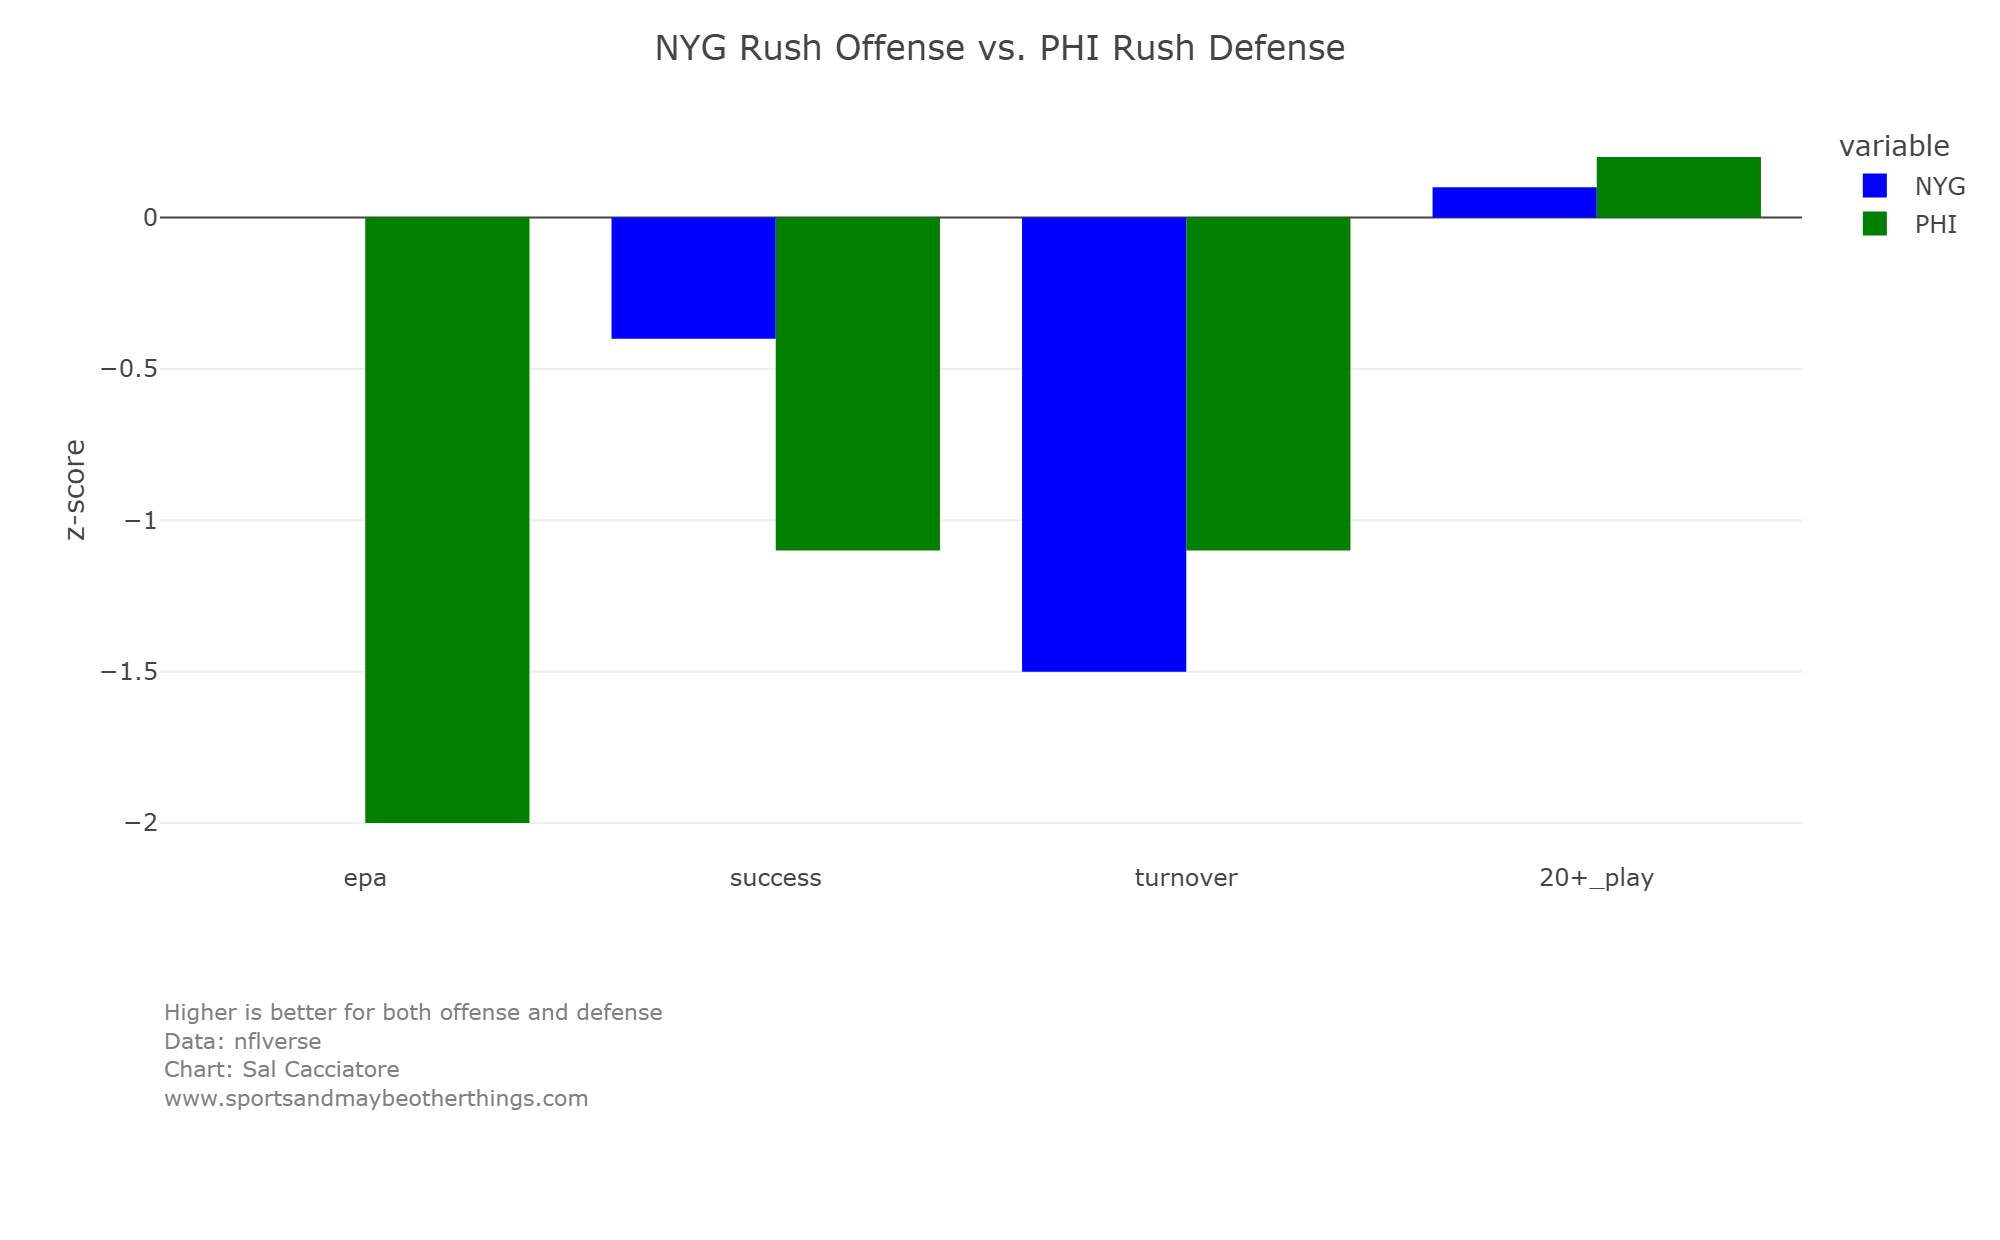 NYG Rush Offense vs. PHI Rush Defense
variable
NYG
PHI
z-score
0
−0.5
−1
−1.5
−2
epa
success
turnover
20+_play
Higher is better for both offense and defense
Data: nflverse
Chart: Sal Cacciatore
www.sportsandmaybeotherthings.com